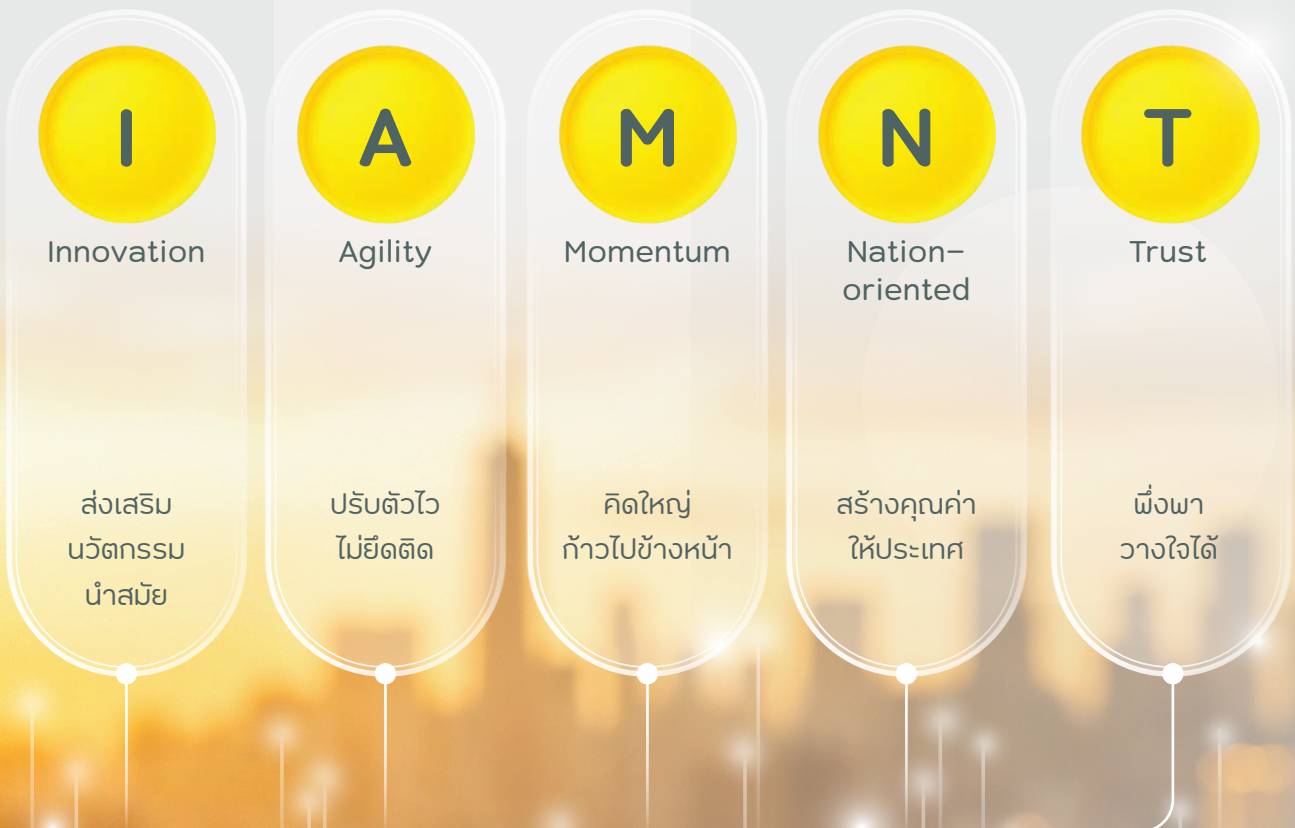 I
Innovation
ส่งเสริม
นวัตกรรม
นำสมัย
A
Agility
ปรับตัวไว
ไม่ยึดติด
M
Momentum
คิดใหญ่
ก้าวไปข้างหน้า
N
Nation–
oriented
สร้างคุณค่า
ให้ประเทศ
T
Trust
พึ่งพา
วางใจได้